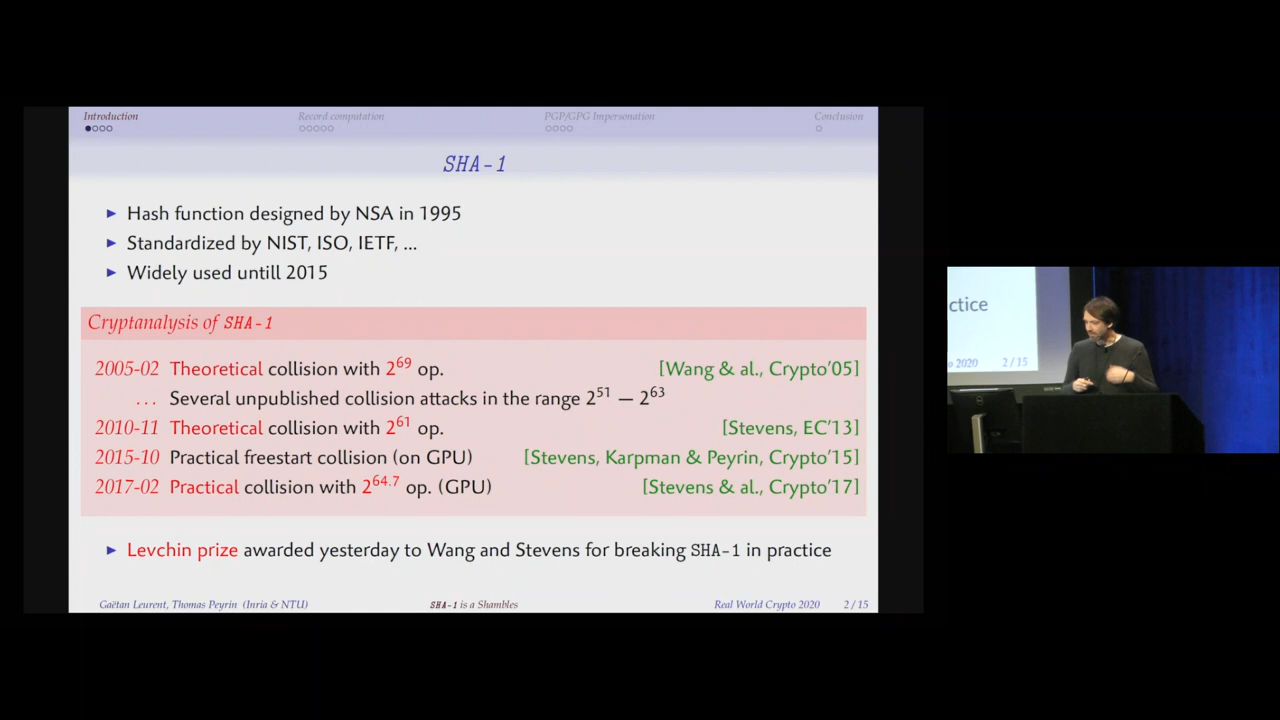 Introduction Record computation PGP/GPG Impersonation Conclusion
SHA-1
► Hash function designed by NSA in 1995
► Standardized by NIST, ISO, IETF, ...
► Widely used untill 2015
Cryptanalysis of SHA-1
2005-02 Theoretical collision with 2^69 op. [Wang & al., Crypto'05]
... Several unpublished collision attacks in the range 2^51 — 2^63
2010-11 Theoretical collision with 2^61 op. [Stevens, EC'13]
2015-10 Practical freestart collision (on GPU) [Stevens, Karpman & Peyrin, Crypto'15]
2017-02 Practical collision with 2^64.7 op. (GPU) [Stevens & al., Crypto'17]
► Levchin prize awarded yesterday to Wang and Stevens for breaking SHA-1 in practice
Gaëtan Leurent, Thomas Peyrin (Inria & NTU) SHA-1 is a Shambles Real World Crypto 2020 2 / 15
ctice
o 2020 2 / 15